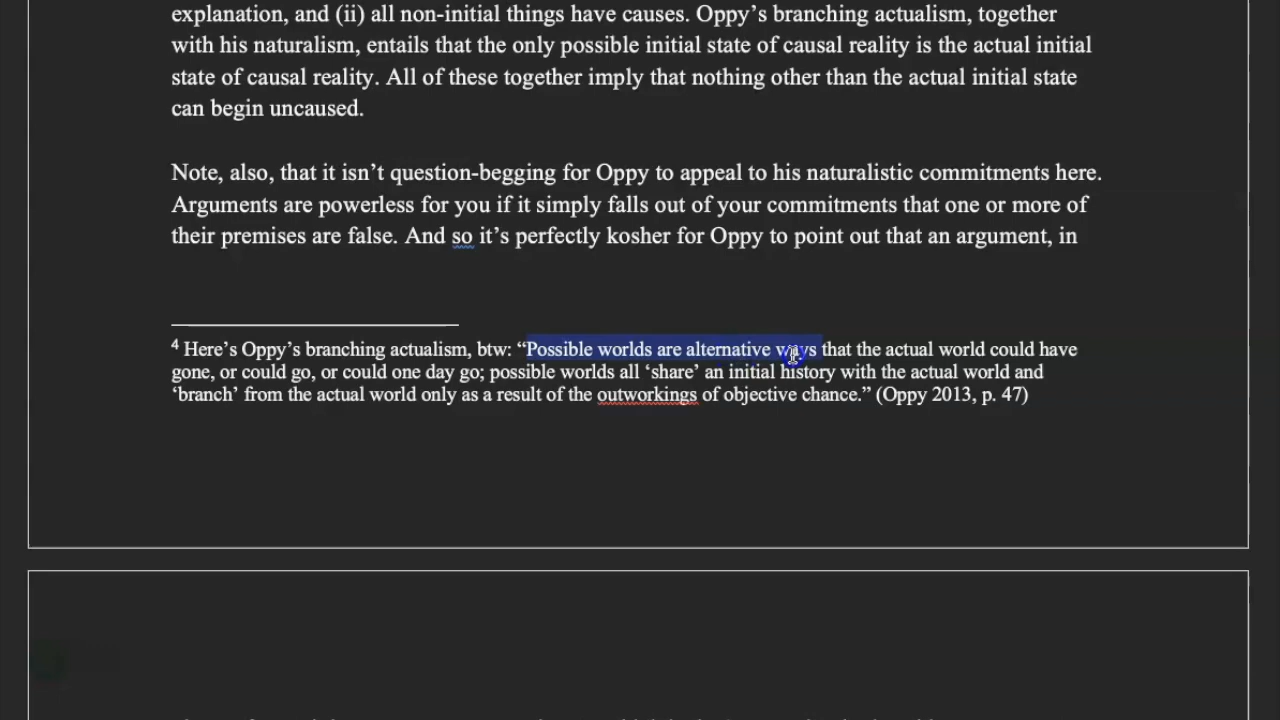 explanation, and (ii) all non-initial things have causes. Oppy’s branching actualism, together
with his naturalism, entails that the only possible initial state of causal reality is the actual initial
state of causal reality. All of these together imply that nothing other than the actual initial state
can begin uncaused.
Note, also, that it isn’t question-begging for Oppy to appeal to his naturalistic commitments here.
Arguments are powerless for you if it simply falls out of your commitments that one or more of
their premises are false. And so it’s perfectly kosher for Oppy to point out that an argument, in
4 Here’s Oppy’s branching actualism, btw: “Possible worlds are alternative ways that the actual world could have
gone, or could go, or could one day go; possible worlds all ‘share’ an initial history with the actual world and
‘branch’ from the actual world only as a result of the outworkings of objective chance.” (Oppy 2013, p. 47)